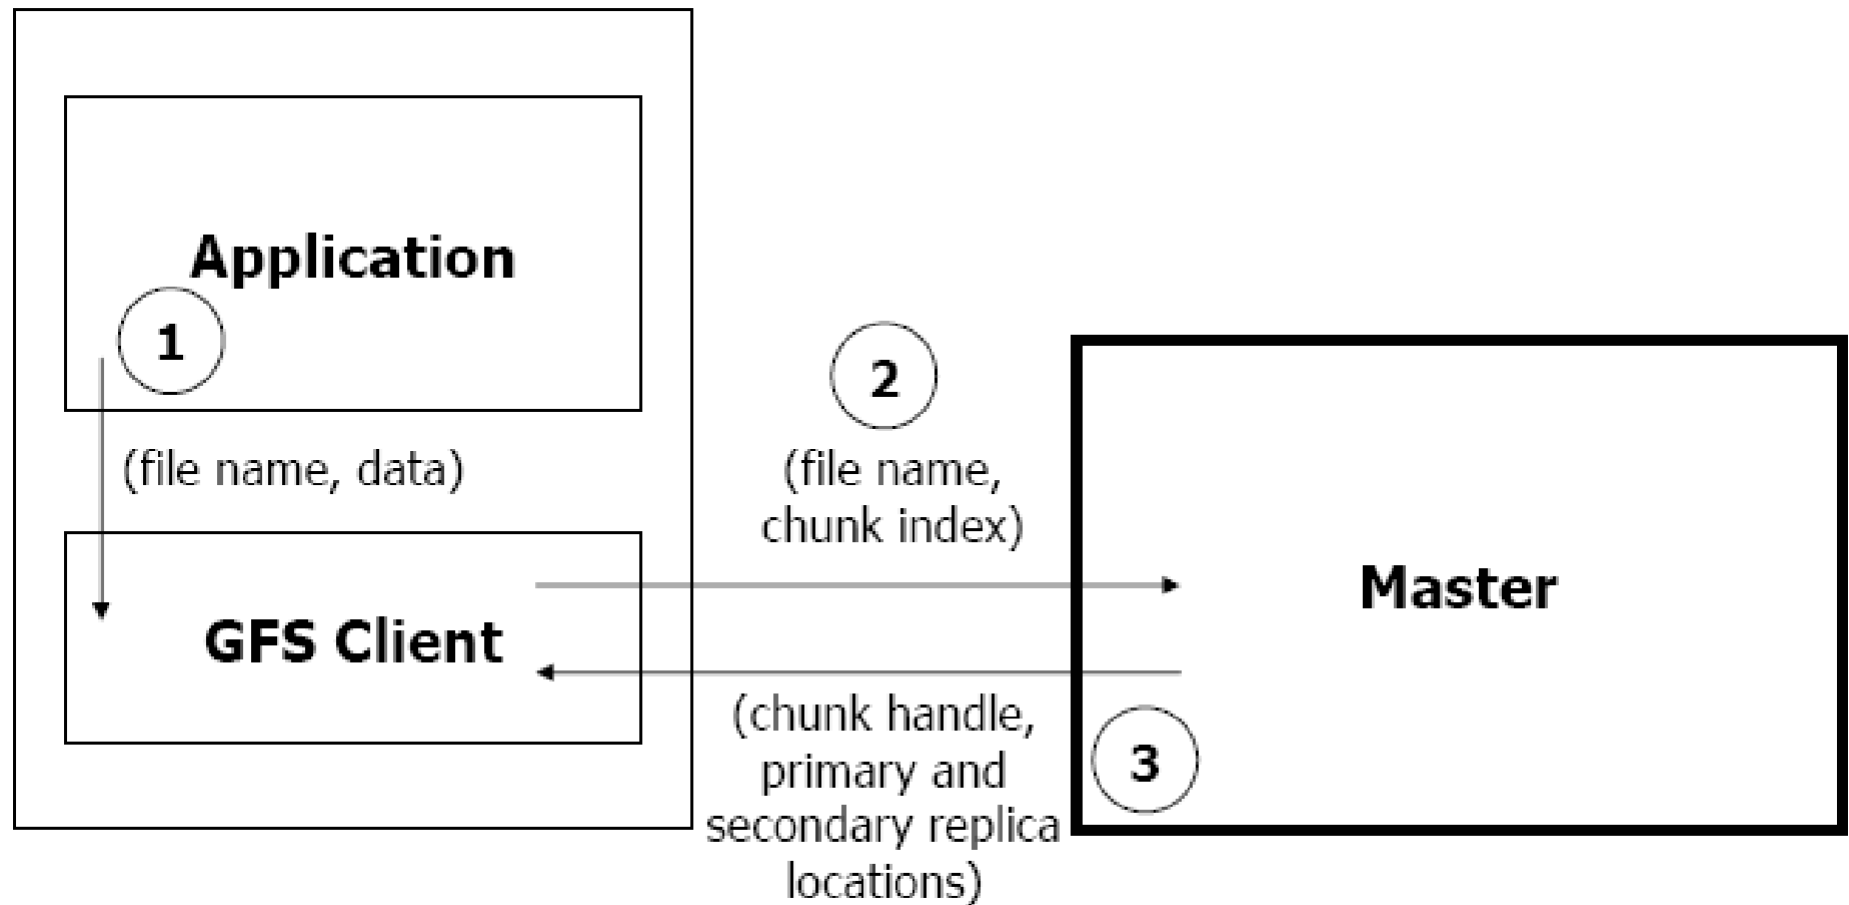 Application
1
(file name, data)
GFS Client
2
(file name,
chunk index)
Master
(chunk handle,
primary and
secondary replica
locations)
3